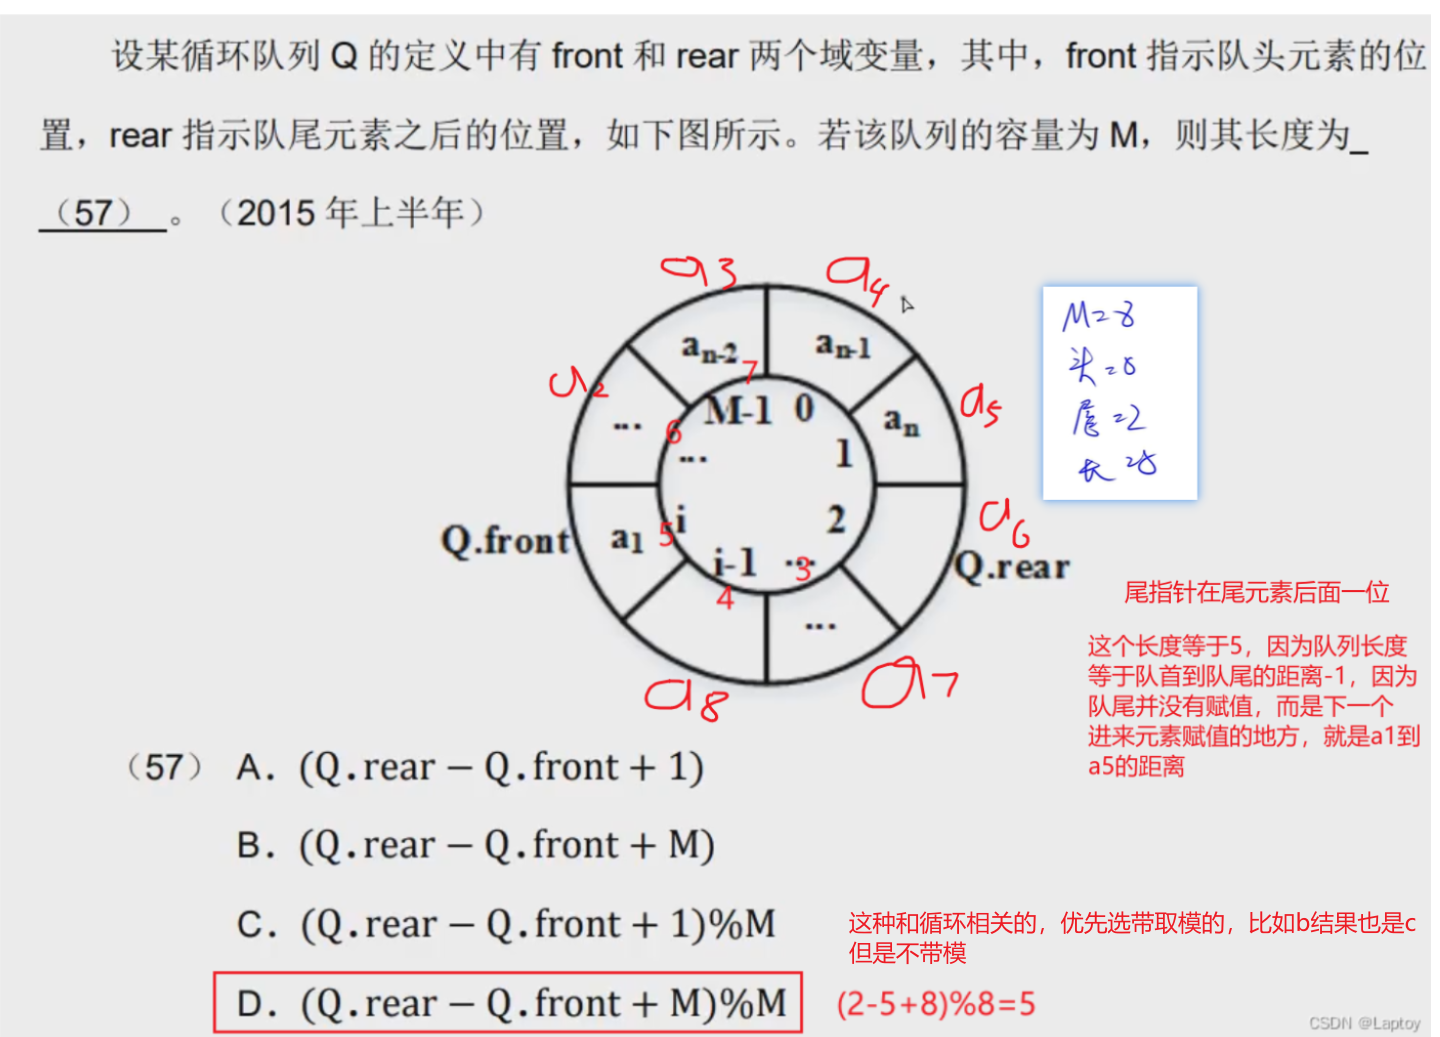 设某循环队列 Q 的定义中有 front 和 rear 两个域变量，其中，front 指示队头元素的位
置，rear 指示队尾元素之后的位置，如下图所示。若该队列的容量为 M，则其长度为_
（57） 。（2015 年上半年）
a3 a4
an-2 an-1
7
M-1 0
a2
...
6
...
a5
an
1
M=8
头=5
尾=2
长=5
Q.front
a1
5
i
i-1
4
...
3
2
a6
Q.rear
...
a8
a7
尾指针在尾元素后面一位
这个长度等于5，因为队列长度
等于队首到队尾的距离-1，因为
队尾并没有赋值，而是下一个
进来元素赋值的地方，就是a1到
a5的距离
（57） A. (Q.rear − Q.front + 1)
B. (Q.rear − Q.front + M)
C. (Q.rear − Q.front + 1)%M
这种和循环相关的，优先选带取模的，比如b结果也是c
但是不带模
D. (Q.rear − Q.front + M)%M
(2-5+8)%8=5
CSDN @Laptoy